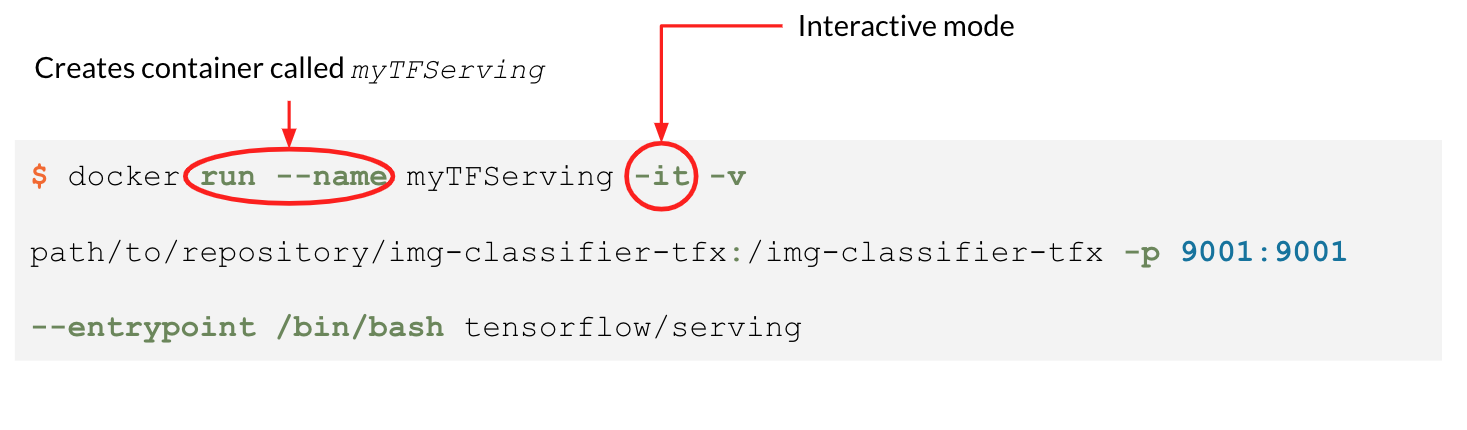 Interactive mode
Creates container called myTFServing
$ docker run --name myTFServing -it -v
path/to/repository/img-classifier-tfx:/img-classifier-tfx -p 9001:9001
--entrypoint /bin/bash tensorflow/serving